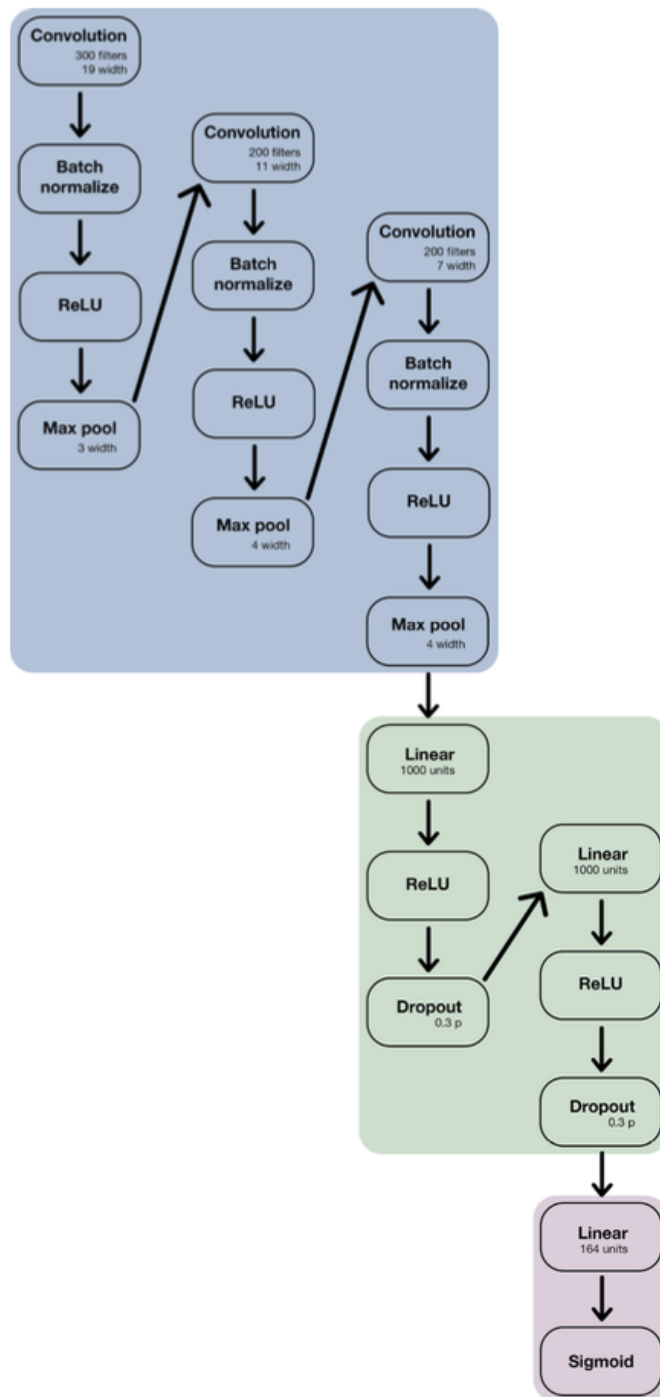 Convolution
300 filters
19 width
Batch
normalize
ReLU
Max pool
3 width
Convolution
200 filters
11 width
Batch
normalize
ReLU
Max pool
4 width
Convolution
200 filters
7 width
Batch
normalize
ReLU
Max pool
4 width
Linear
1000 units
ReLU
Dropout
0.3 p
Linear
1000 units
ReLU
Dropout
0.3 p
Linear
164 units
Sigmoid